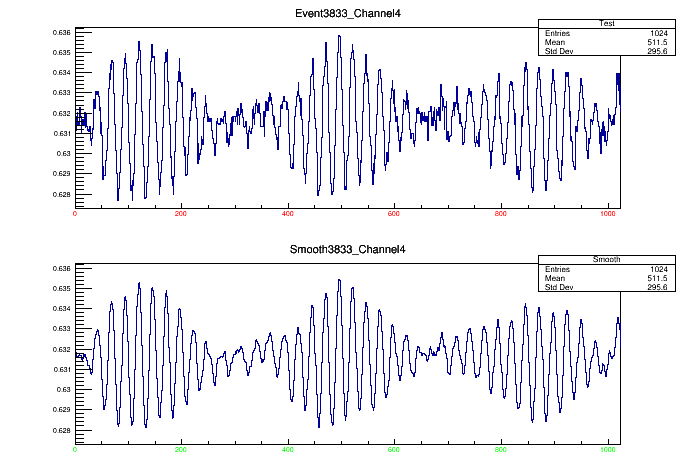 Event3833_Channel4
Test
Entries 1024
Mean 511.5
Std Dev 295.6
0.636
0.635
0.634
0.633
0.632
0.631
0.63
0.629
0.628
0 200 400 600 800 1000
Smooth3833_Channel4
Smooth
Entries 1024
Mean 511.5
Std Dev 295.6
0.636
0.635
0.634
0.633
0.632
0.631
0.63
0.629
0.628
0 200 400 600 800 1000